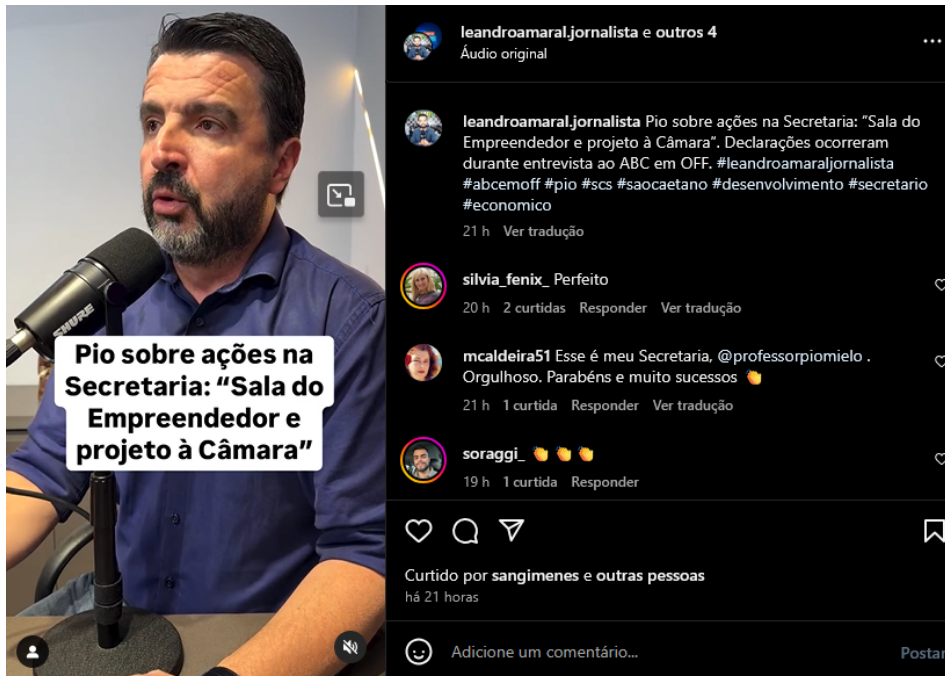 SHURE
Pio sobre ações na
Secretaria: “Sala do
Empreendedor e
projeto à Câmara”
leandroamaral.jornalista e outros 4
Áudio original
leandroamaral.jornalista Pio sobre ações na Secretaria: “Sala do
Empreendedor e projeto à Câmara”. Declarações ocorreram
durante entrevista ao ABC em OFF. #leandroamaraljornalista
#abcemoff #pio #scs #saocaetano #desenvolvimento #secretario
#economico
21 h Ver tradução
silvia_fenix_ Perfeito
20 h 2 curtidas Responder Ver tradução
mcaldeira51 Esse é meu Secretaria, @professorpiomielo .
Orgulhoso. Parabéns e muito sucessos 👏
21 h 1 curtida Responder Ver tradução
soraggi_ 👏 👏 👏
19 h 1 curtida Responder
Curtido por sangimenes e outras pessoas
há 21 horas
Adicione um comentário...
Postar